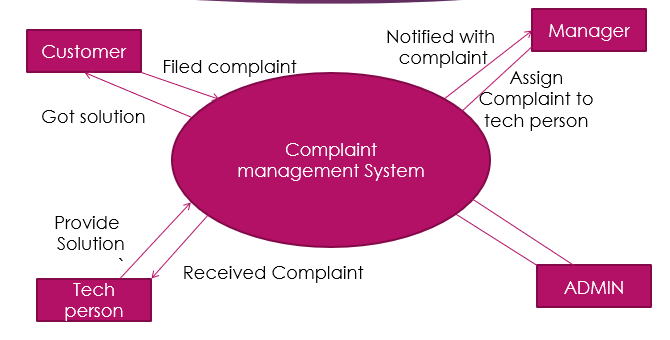 Customer
Filed complaint
Got solution
Notified with
complaint
Manager
Assign
Complaint to
tech person
Complaint
management System
Provide
Solution
`
Received Complaint
Tech
person
ADMIN